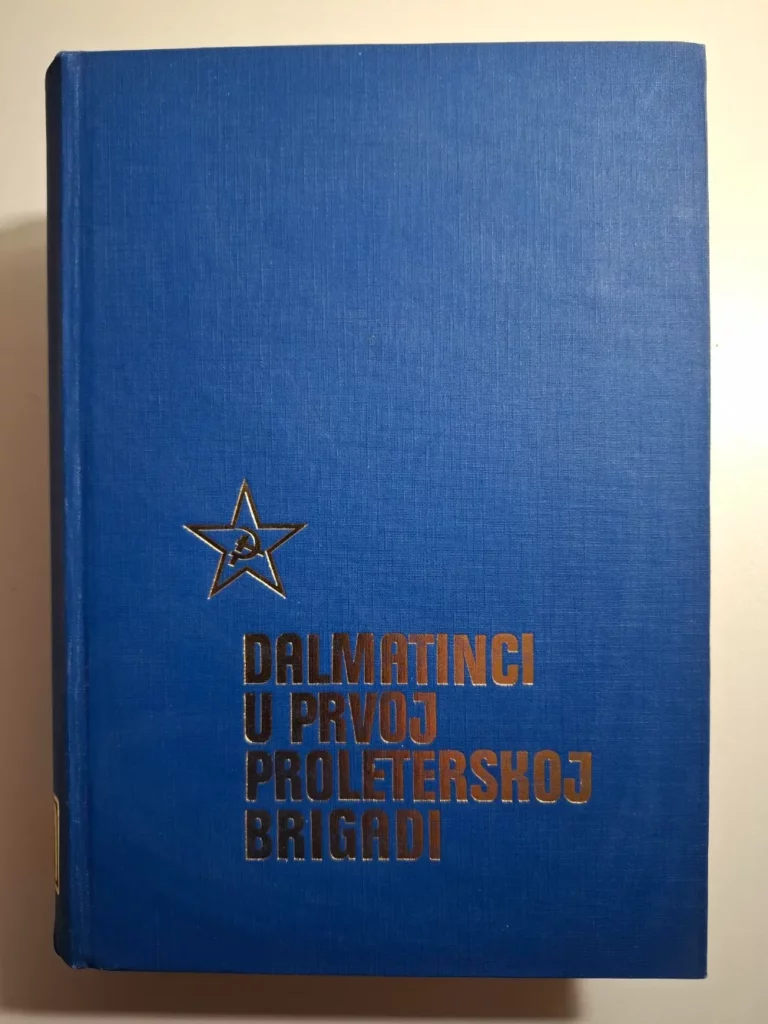 DALMATINCI
U PRVOJ
PROLETERSKOJ
BRIGADI